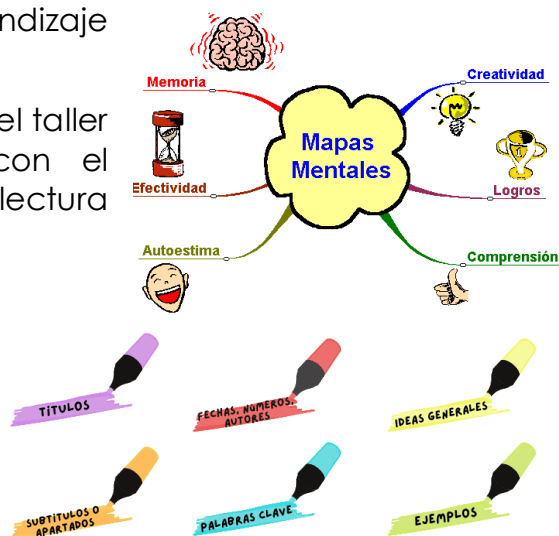 ndizaje
el taller
con el
lectura
Memoria
Creatividad
Mapas
Mentales
Efectividad
Logros
Autoestima
Comprensión
TÍTULOS
FECHAS, NÚMEROS,
AUTORES
IDEAS GENERALES
SUBTÍTULOS O
APARTADOS
PALABRAS CLAVE
EJEMPLOS